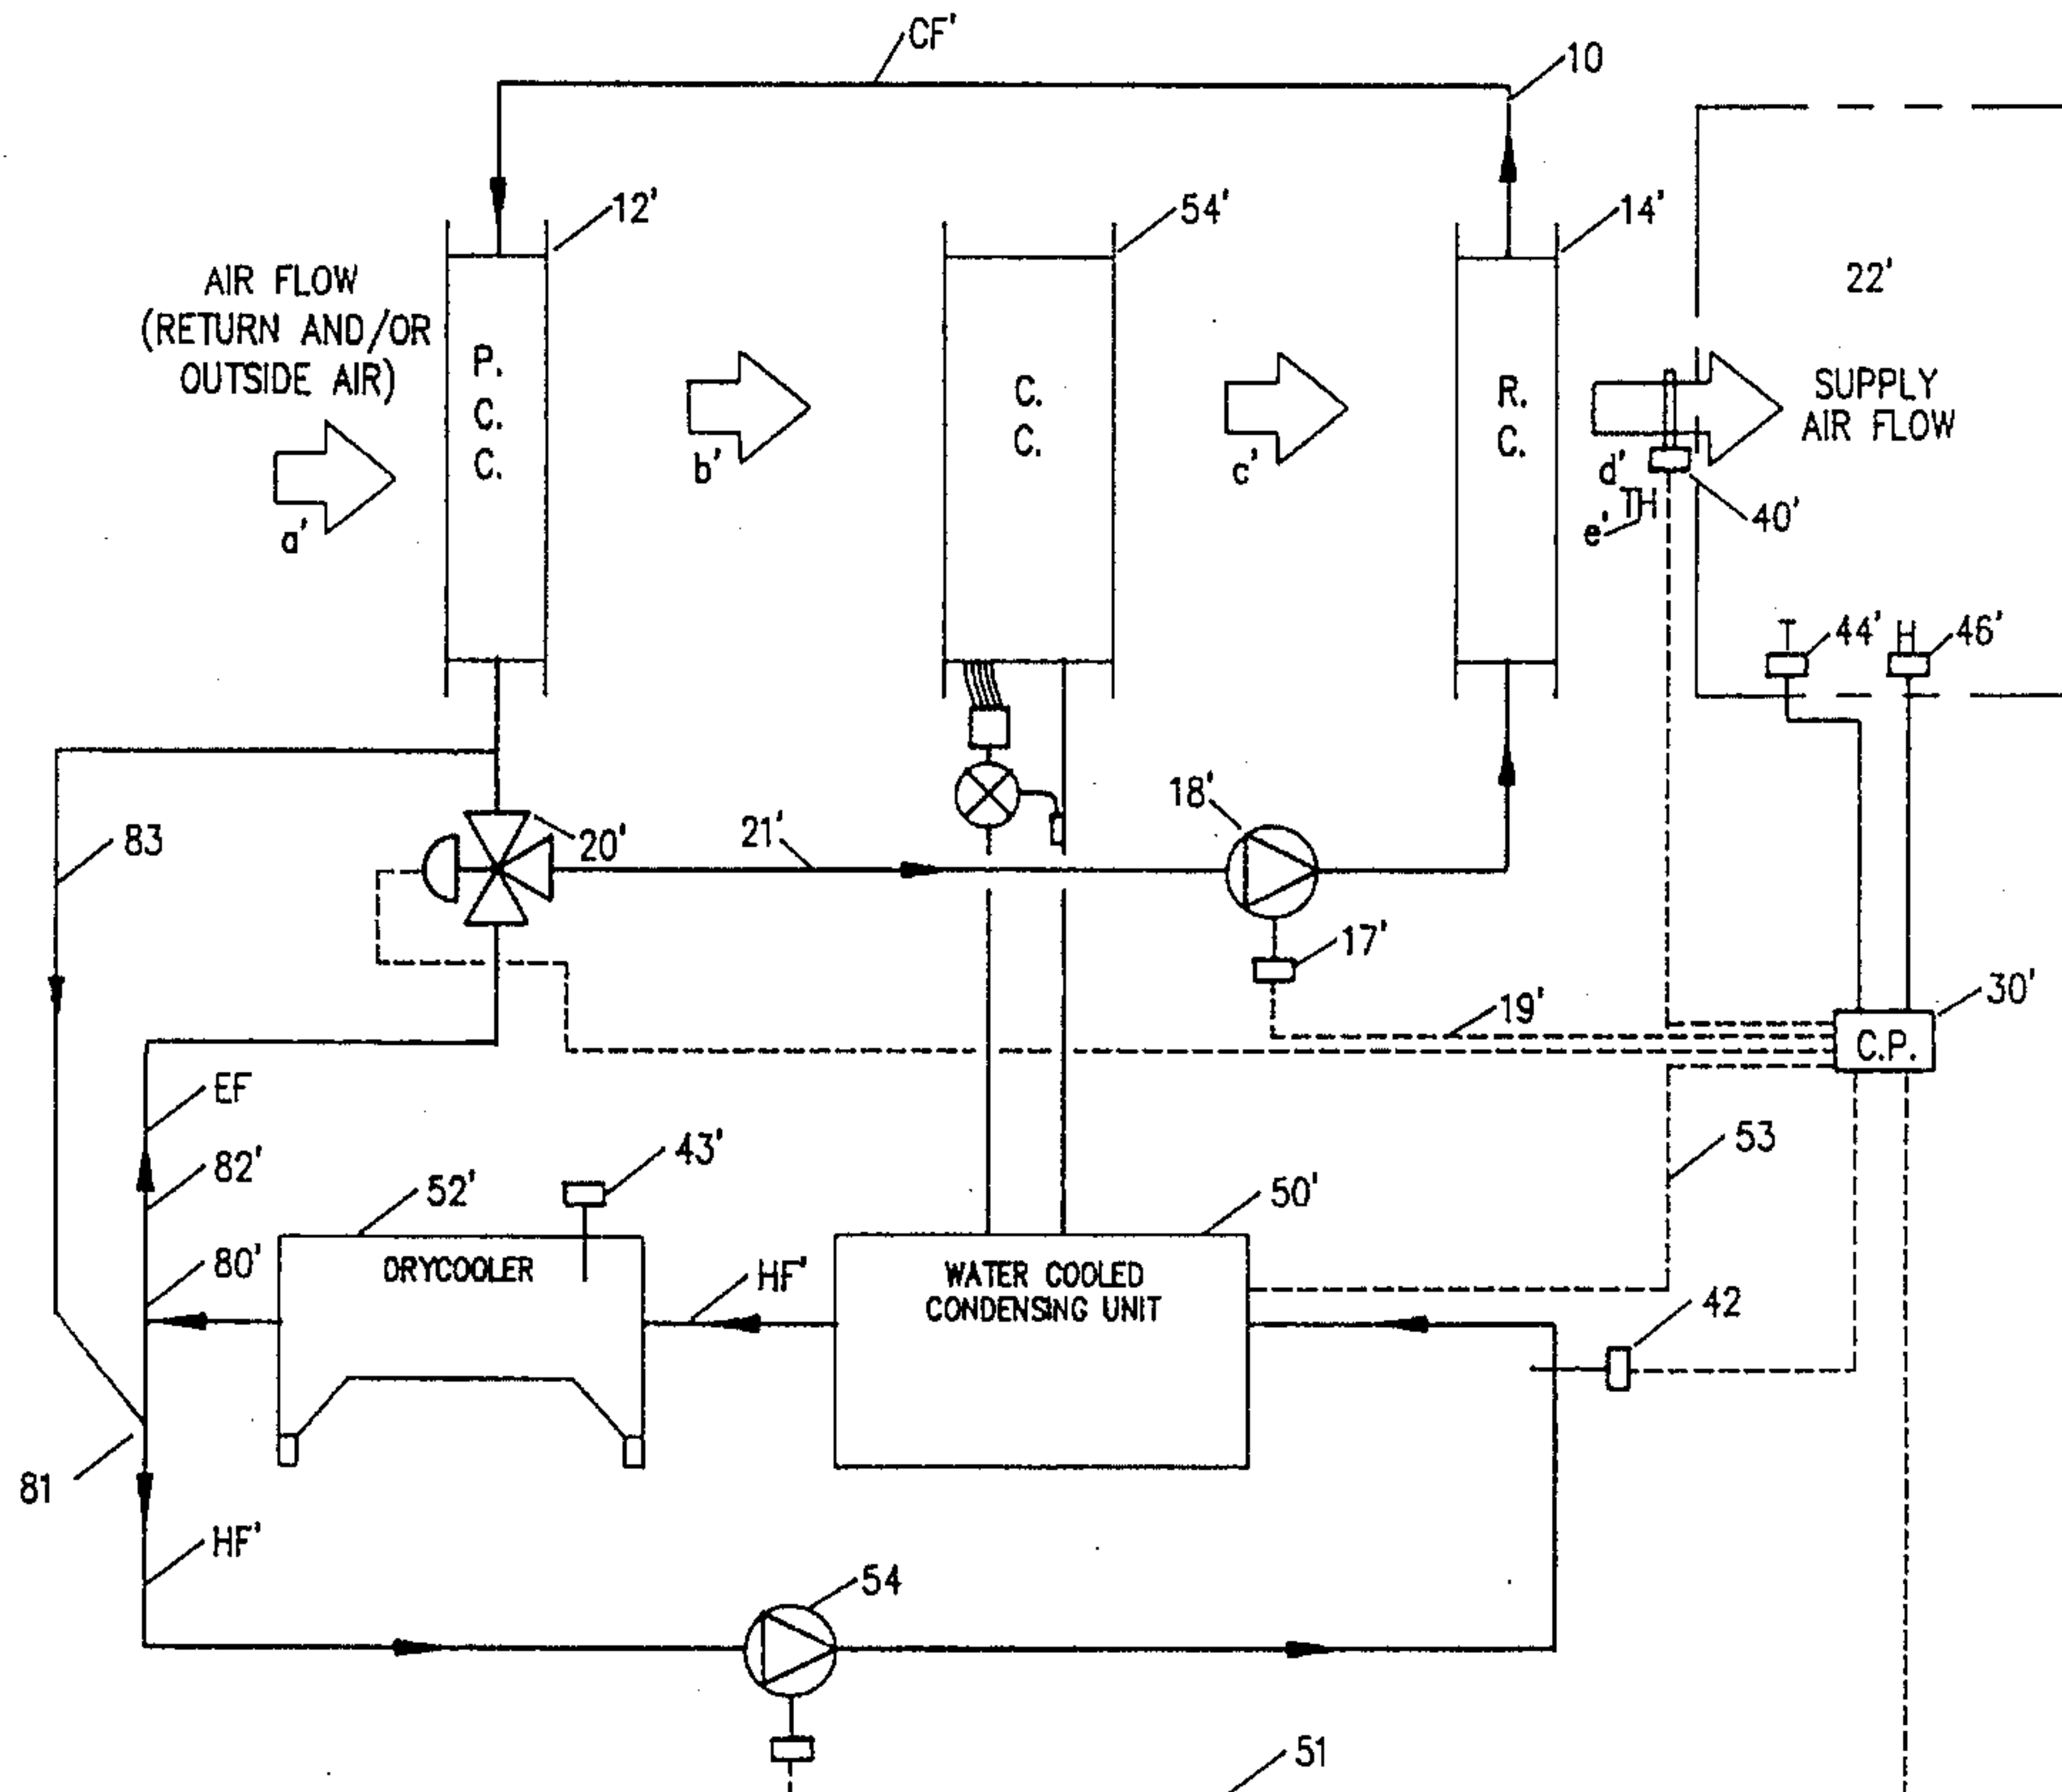 CF'
10
12'
54'
14'
AIR FLOW
(RETURN AND/OR
OUTSIDE AIR)
22'
P.
C.
C.
C.
C.
R.
C.
SUPPLY
AIR FLOW
a'
b'
c'
d'
TH
e'
40'
T
44'
H
46'
83
20'
21'
18'
17'
19'
30'
C.P.
EF
82'
43'
53
52'
50'
80'
DRYCOOLER
HF'
WATER COOLED
CONDENSING UNIT
42
81
HF'
54
51